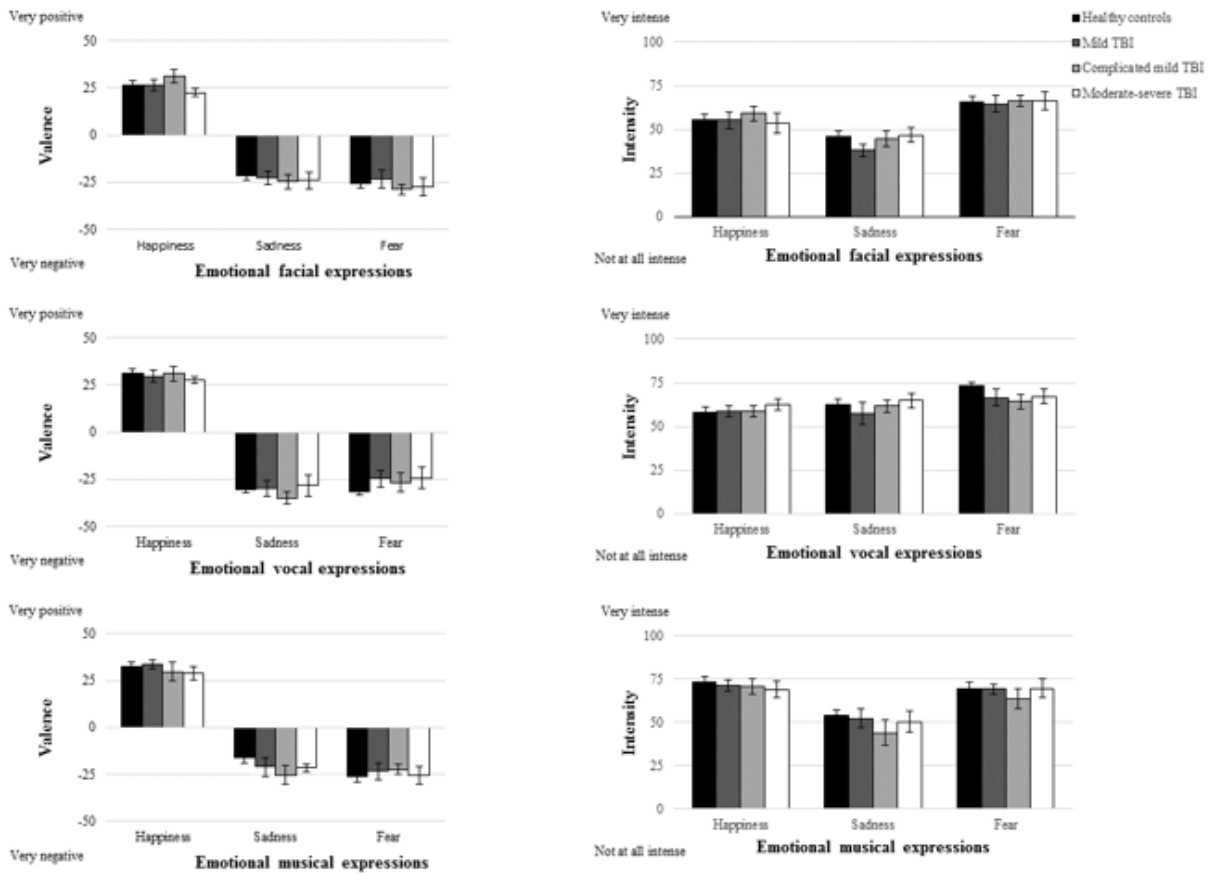 Very positive
50
25
0
-25
-50
Valence
Happiness
Sadness
Fear
Very negative
Emotional facial expressions
Very intense
100
75
50
25
0
Intensity
Happiness
Sadness
Fear
Not at all intense
Emotional facial expressions
Healthy controls
Mild TBI
Complicated mild TBI
Moderate-severe TBI
Very positive
50
25
0
-25
-50
Valence
Happiness
Sadness
Fear
Very negative
Emotional vocal expressions
Very intense
100
75
50
25
0
Intensity
Happiness
Sadness
Fear
Not at all intense
Emotional vocal expressions
Very positive
50
25
0
-25
-50
Valence
Happiness
Sadness
Fear
Very negative
Emotional musical expressions
Very intense
100
75
50
25
0
Intensity
Happiness
Sadness
Fear
Not at all intense
Emotional musical expressions